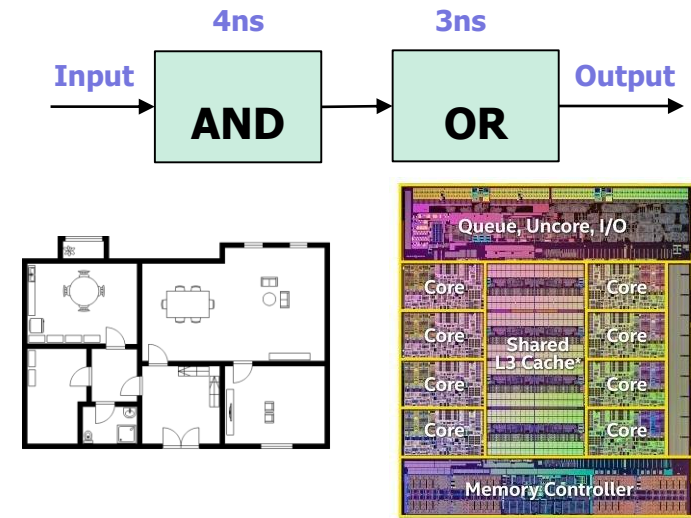 4ns
3ns
Input
AND
OR
Output
Queue, Uncore, I/O
Core
Core
Core
Shared
L3 Cache*
Core
Core
Core
Core
Core
Memory Controller